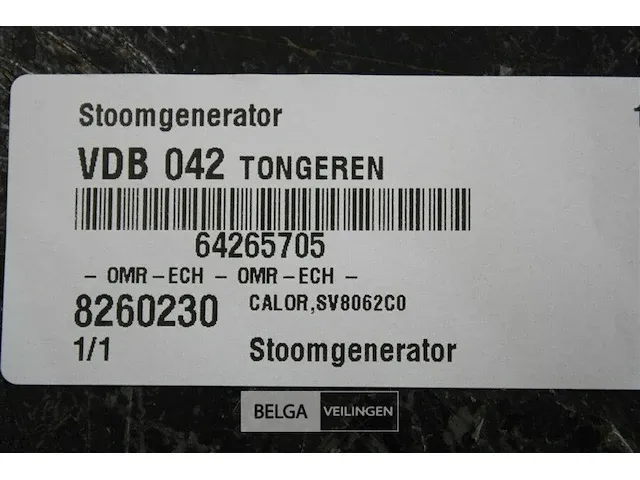 Stoomgenerator
VDB 042 TONGEREN
64265705
- OMR-ECH - OMR-ECH -
8260230 CALOR,SV8062C0
1/1 Stoomgenerator
BELGA VEILINGEN